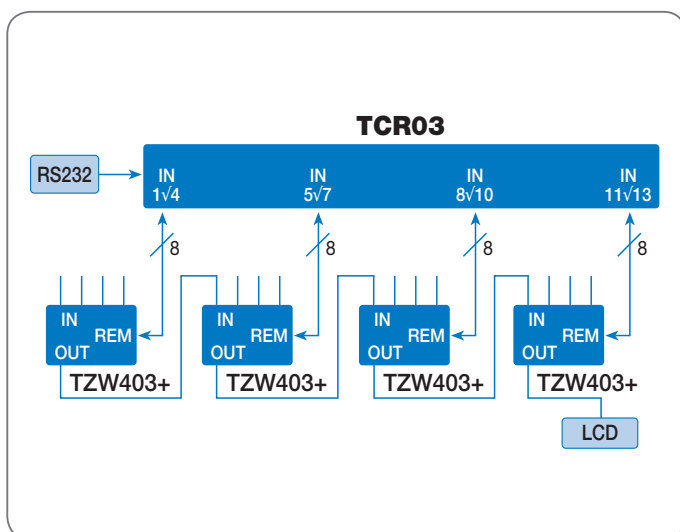 TCR03
RS232
IN
1√4
IN
5√7
IN
8√10
IN
11√13
8
8
8
8
IN
REM
OUT
IN
REM
OUT
IN
REM
OUT
IN
REM
OUT
TZW403+
TZW403+
TZW403+
TZW403+
LCD